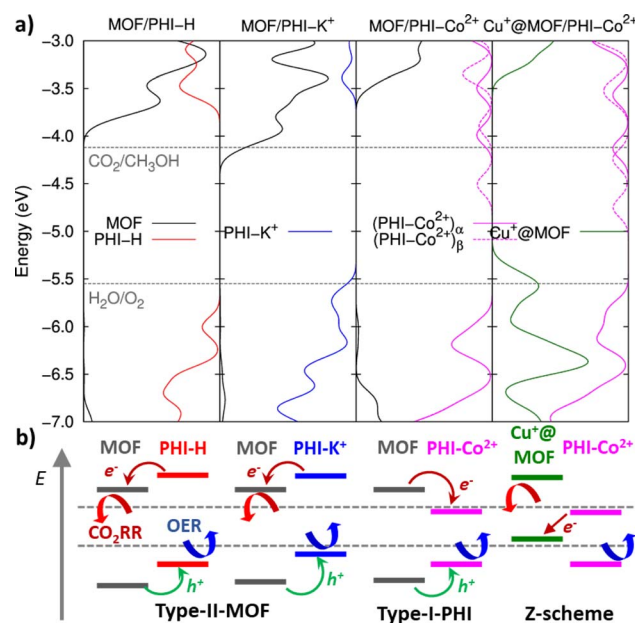 a)
MOF/PHI-H
MOF/PHI-K⁺
MOF/PHI-Co²⁺
Cu⁺@MOF/PHI-Co²⁺
Energy (eV)
-3.0
-3.5
-4.0
-4.5
-5.0
-5.5
-6.0
-6.5
-7.0
CO₂/CH₃OH
MOF
PHI-H
PHI-K⁺
(PHI-Co²⁺)α
(PHI-Co²⁺)β
Cu⁺@MOF
H₂O/O₂
b)
E
MOF PHI-H MOF PHI-K⁺ MOF PHI-Co²⁺ Cu⁺@ MOF PHI-Co²⁺
e⁻ e⁻ e⁻ e⁻
CO₂RR OER
h⁺ h⁺ h⁺
Type-II-MOF Type-I-PHI Z-scheme